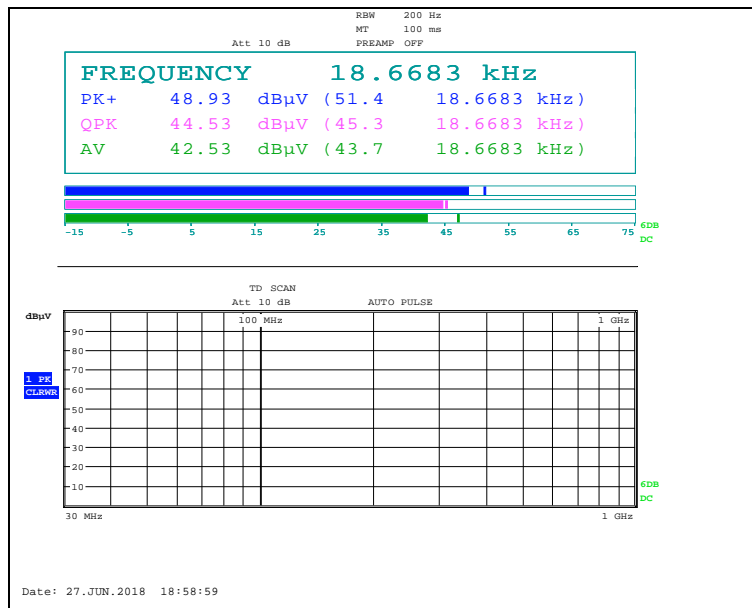 RBW 200 Hz
MT 100 ms
Att 10 dB PREAMP OFF
FREQUENCY 18.6683 kHz
PK+ 48.93 dBµV (51.4 18.6683 kHz)
QPK 44.53 dBµV (45.3 18.6683 kHz)
AV 42.53 dBµV (43.7 18.6683 kHz)
-15 -5 5 15 25 35 45 55 65 75
6DB
DC
TD SCAN
Att 10 dB AUTO PULSE
dBµV
100 MHz 1 GHz
90
80
70
1 PK
60
CLRWR
50
40
30
20
10
6DB
DC
30 MHz 1 GHz
Date: 27.JUN.2018 18:58:59